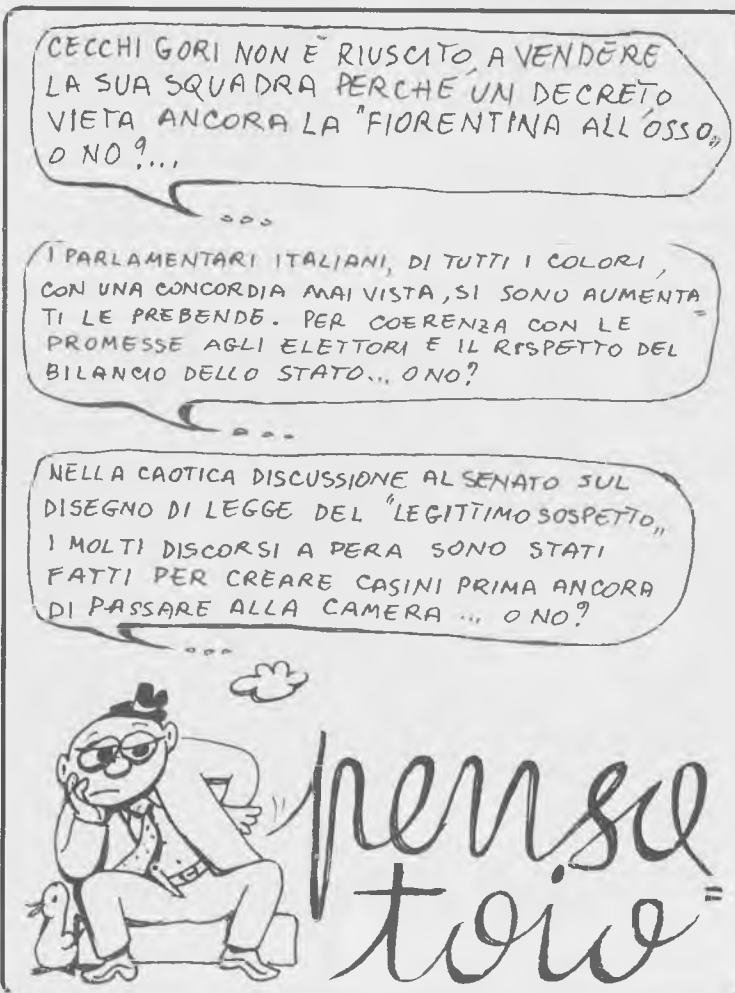 CECCHI GORI NON È RIUSCITO A VENDERE
LA SUA SQUADRA PERCHÉ UN DECRETO
VIETA ANCORA LA "FIORENTINA ALL'OSSO„
O NO?...
...
I PARLAMENTARI ITALIANI, DI TUTTI I COLORI,
CON UNA CONCORDIA MAI VISTA, SI SONO AUMENTA=
TI LE PREBENDE. PER COERENZA CON LE
PROMESSE AGLI ELETTORI E IL RISPETTO DEL
BILANCIO DELLO STATO... O NO?
...
NELLA CAOTICA DISCUSSIONE AL SENATO SUL
DISEGNO DI LEGGE DEL "LEGITTIMO SOSPETTO„
I MOLTI DISCORSI A PERA SONO STATI
FATTI PER CREARE CASINI PRIMA ANCORA
DI PASSARE ALLA CAMERA ... O NO?
...
pensa=
toio